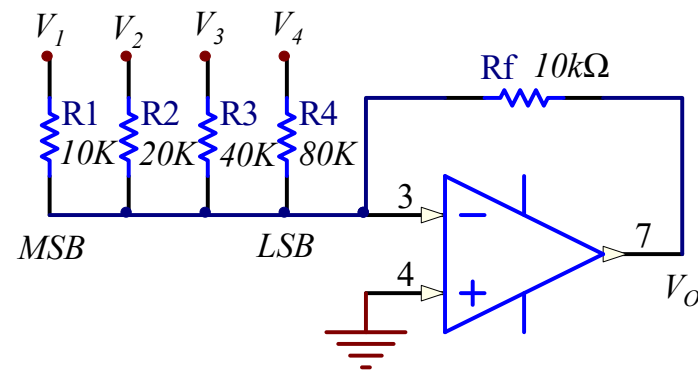 V1 V2 V3 V4
Rf 10kΩ
R1 R2 R3 R4
10K 20K 40K 80K
3
MSB LSB
7
4
VO